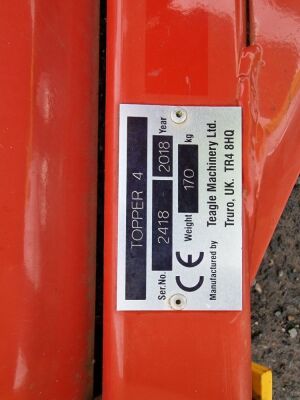 TOPPER 4
Ser.No. 2418 2018 Year
CE Weight 170 kg
Manufactured by Teagle Machinery Ltd.
Truro, UK. TR4 8HQ